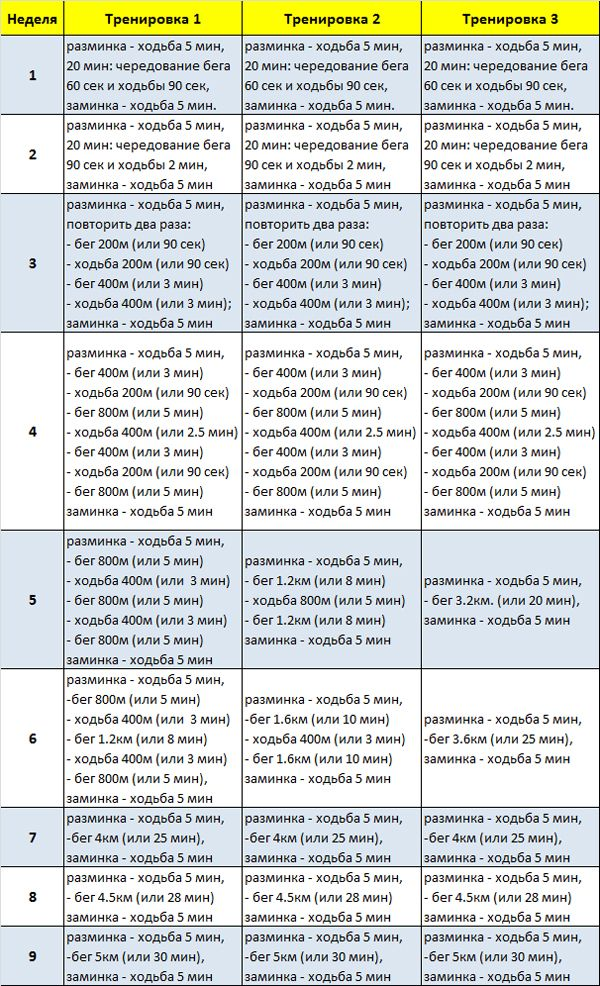 Неделя
Тренировка 1
Тренировка 2
Тренировка 3
1
разминка - ходьба 5 мин,
20 мин: чередование бега
60 сек и ходьбы 90 сек,
заминка - ходьба 5 мин.
разминка - ходьба 5 мин,
20 мин: чередование бега
60 сек и ходьбы 90 сек,
заминка - ходьба 5 мин.
разминка - ходьба 5 мин,
20 мин: чередование бега
60 сек и ходьбы 90 сек,
заминка - ходьба 5 мин.
2
разминка - ходьба 5 мин,
20 мин: чередование бега
90 сек и ходьбы 2 мин,
заминка - ходьба 5 мин
разминка - ходьба 5 мин,
20 мин: чередование бега
90 сек и ходьбы 2 мин,
заминка - ходьба 5 мин
разминка - ходьба 5 мин,
20 мин: чередование бега
90 сек и ходьбы 2 мин,
заминка - ходьба 5 мин
3
разминка - ходьба 5 мин,
повторить два раза:
- бег 200м (или 90 сек)
- ходьба 200м (или 90 сек)
- бег 400м (или 3 мин)
- ходьба 400м (или 3 мин);
заминка - ходьба 5 мин
разминка - ходьба 5 мин,
повторить два раза:
- бег 200м (или 90 сек)
- ходьба 200м (или 90 сек)
- бег 400м (или 3 мин)
- ходьба 400м (или 3 мин);
заминка - ходьба 5 мин
разминка - ходьба 5 мин,
повторить два раза:
- бег 200м (или 90 сек)
- ходьба 200м (или 90 сек)
- бег 400м (или 3 мин)
- ходьба 400м (или 3 мин);
заминка - ходьба 5 мин
4
разминка - ходьба 5 мин,
- бег 400м (или 3 мин)
- ходьба 200м (или 90 сек)
- бег 800м (или 5 мин)
- ходьба 400м (или 2.5 мин)
- бег 400м (или 3 мин)
- ходьба 200м (или 90 сек)
- бег 800м (или 5 мин)
заминка - ходьба 5 мин
разминка - ходьба 5 мин,
- бег 400м (или 3 мин)
- ходьба 200м (или 90 сек)
- бег 800м (или 5 мин)
- ходьба 400м (или 2.5 мин)
- бег 400м (или 3 мин)
- ходьба 200м (или 90 сек)
- бег 800м (или 5 мин)
заминка - ходьба 5 мин
разминка - ходьба 5 мин,
- бег 400м (или 3 мин)
- ходьба 200м (или 90 сек)
- бег 800м (или 5 мин)
- ходьба 400м (или 2.5 мин)
- бег 400м (или 3 мин)
- ходьба 200м (или 90 сек)
- бег 800м (или 5 мин)
заминка - ходьба 5 мин
5
разминка - ходьба 5 мин,
- бег 800м (или 5 мин)
- ходьба 400м (или 3 мин)
- бег 800м (или 5 мин)
- ходьба 400м (или 3 мин)
- бег 800м (или 5 мин)
заминка - ходьба 5 мин
разминка - ходьба 5 мин,
- бег 1.2км (или 8 мин)
- ходьба 800м (или 5 мин)
- бег 1.2км (или 8 мин)
заминка - ходьба 5 мин
разминка - ходьба 5 мин,
- бег 3.2км. (или 20 мин),
заминка - ходьба 5 мин
6
разминка - ходьба 5 мин,
-бег 800м (или 5 мин)
- ходьба 400м (или 3 мин)
- бег 1.2км (или 8 мин)
- ходьба 400м (или 3 мин)
- бег 800м (или 5 мин),
заминка - ходьба 5 мин
разминка - ходьба 5 мин,
-бег 1.6км (или 10 мин)
- ходьба 400м (или 3 мин)
- бег 1.6км (или 10 мин)
заминка - ходьба 5 мин
разминка - ходьба 5 мин,
-бег 3.6км (или 25 мин),
заминка - ходьба 5 мин
7
разминка - ходьба 5 мин,
-бег 4км (или 25 мин),
заминка - ходьба 5 мин
разминка - ходьба 5 мин,
-бег 4км (или 25 мин),
заминка - ходьба 5 мин
разминка - ходьба 5 мин,
-бег 4км (или 25 мин),
заминка - ходьба 5 мин
8
разминка - ходьба 5 мин,
- бег 4.5км (или 28 мин)
заминка - ходьба 5 мин
разминка - ходьба 5 мин,
- бег 4.5км (или 28 мин)
заминка - ходьба 5 мин
разминка - ходьба 5 мин,
- бег 4.5км (или 28 мин)
заминка - ходьба 5 мин
9
разминка - ходьба 5 мин,
-бег 5км (или 30 мин),
заминка - ходьба 5 мин
разминка - ходьба 5 мин,
-бег 5км (или 30 мин),
заминка - ходьба 5 мин
разминка - ходьба 5 мин,
-бег 5км (или 30 мин),
заминка - ходьба 5 мин